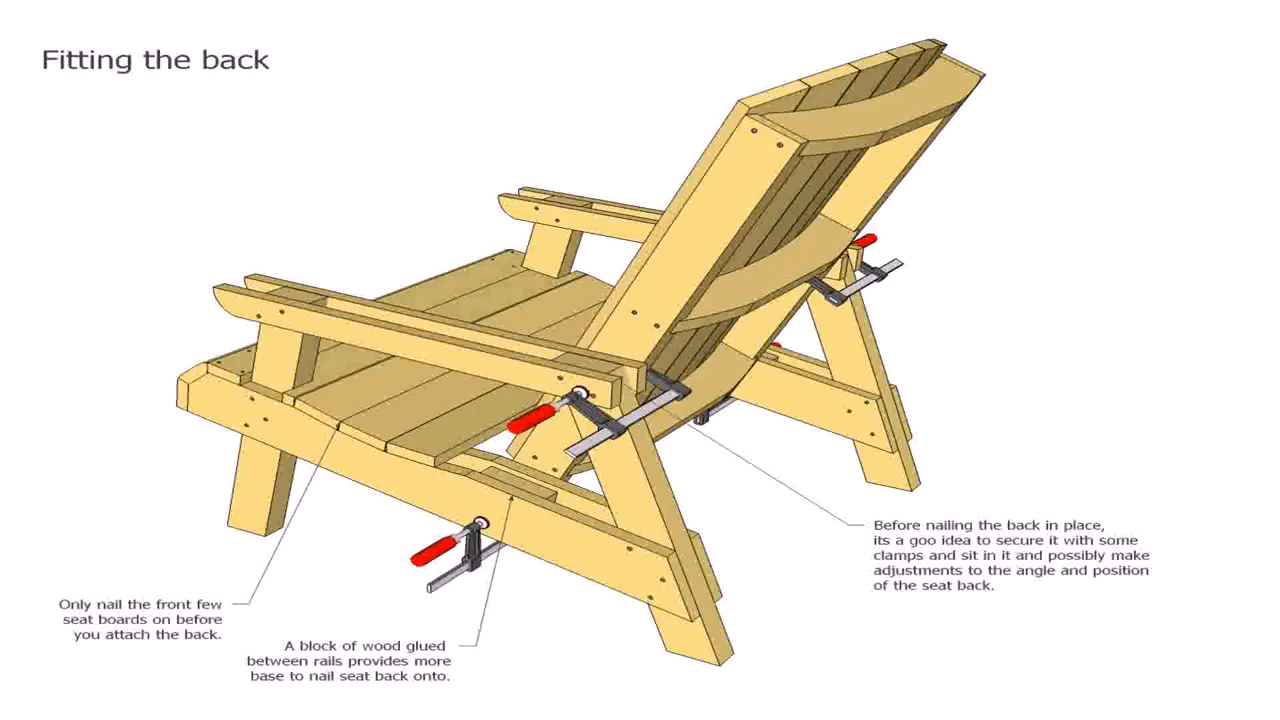 Fitting the back
Before nailing the back in place,
its a goo idea to secure it with some
clamps and sit in it and possibly make
adjustments to the angle and position
of the seat back.
Only nail the front few
seat boards on before
you attach the back.
A block of wood glued
between rails provides more
base to nail seat back onto.